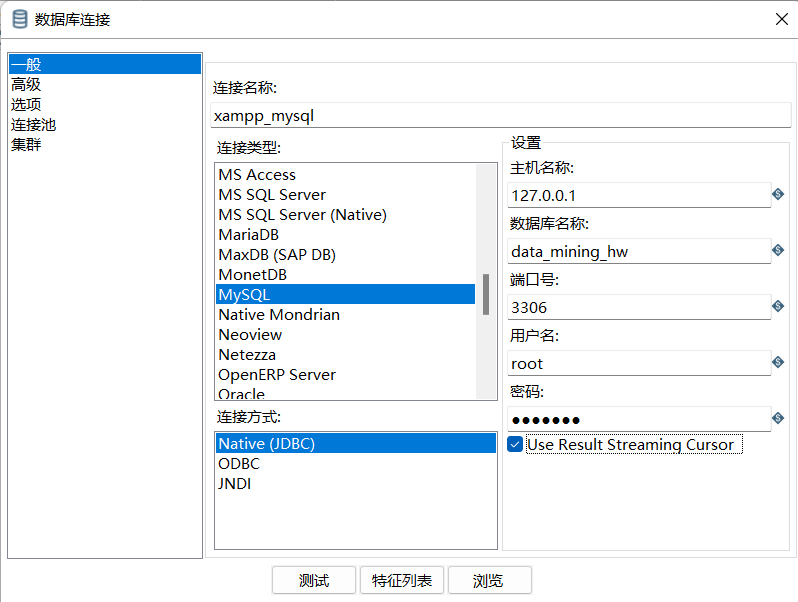 数据库连接
一般
高级
选项
连接池
集群
连接名称:
xampp_mysql
连接类型:
MS Access
MS SQL Server
MS SQL Server (Native)
MariaDB
MaxDB (SAP DB)
MonetDB
MySQL
Native Mondrian
Neoview
Netezza
OpenERP Server
Oracle
连接方式:
Native (JDBC)
ODBC
JNDI
设置
主机名称:
127.0.0.1
数据库名称:
data_mining_hw
端口号:
3306
用户名:
root
密码:
●●●●●●●
Use Result Streaming Cursor
测试
特征列表
浏览